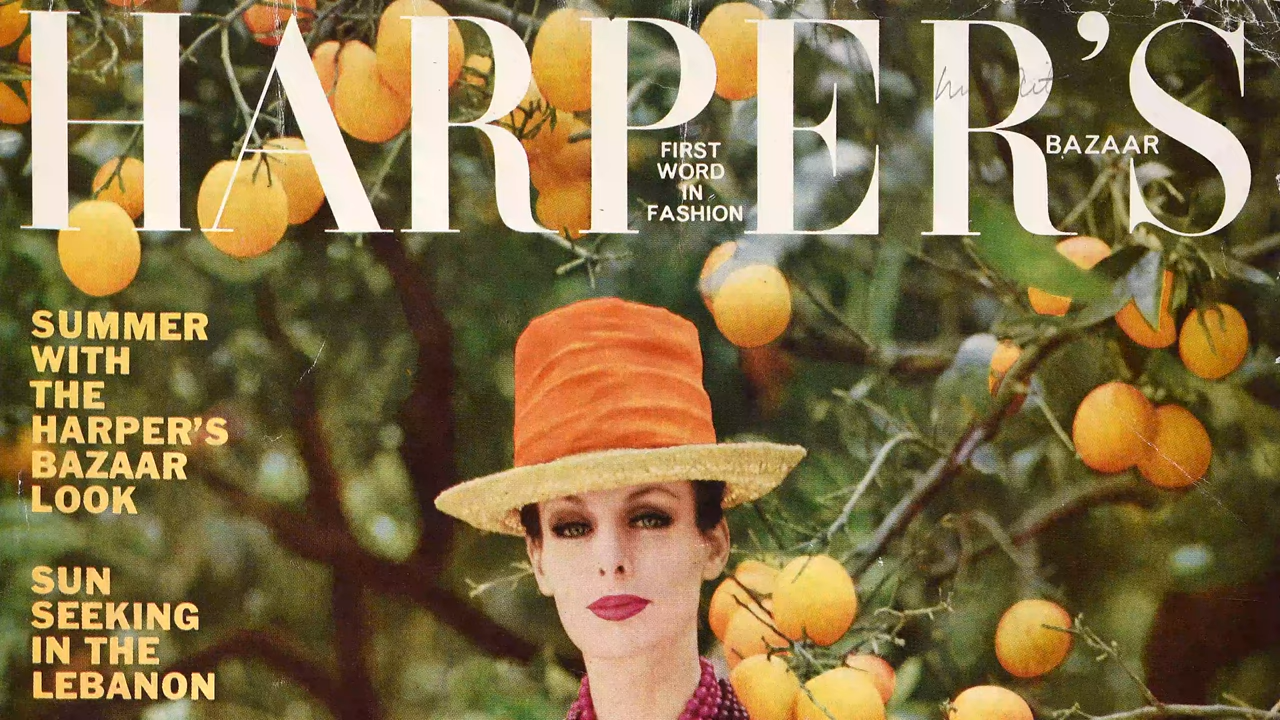 HARPER'S
BAZAAR
FIRST
WORD
IN
FASHION
SUMMER
WITH
THE
HARPER'S
BAZAAR
LOOK
SUN
SEEKING
IN THE
LEBANON